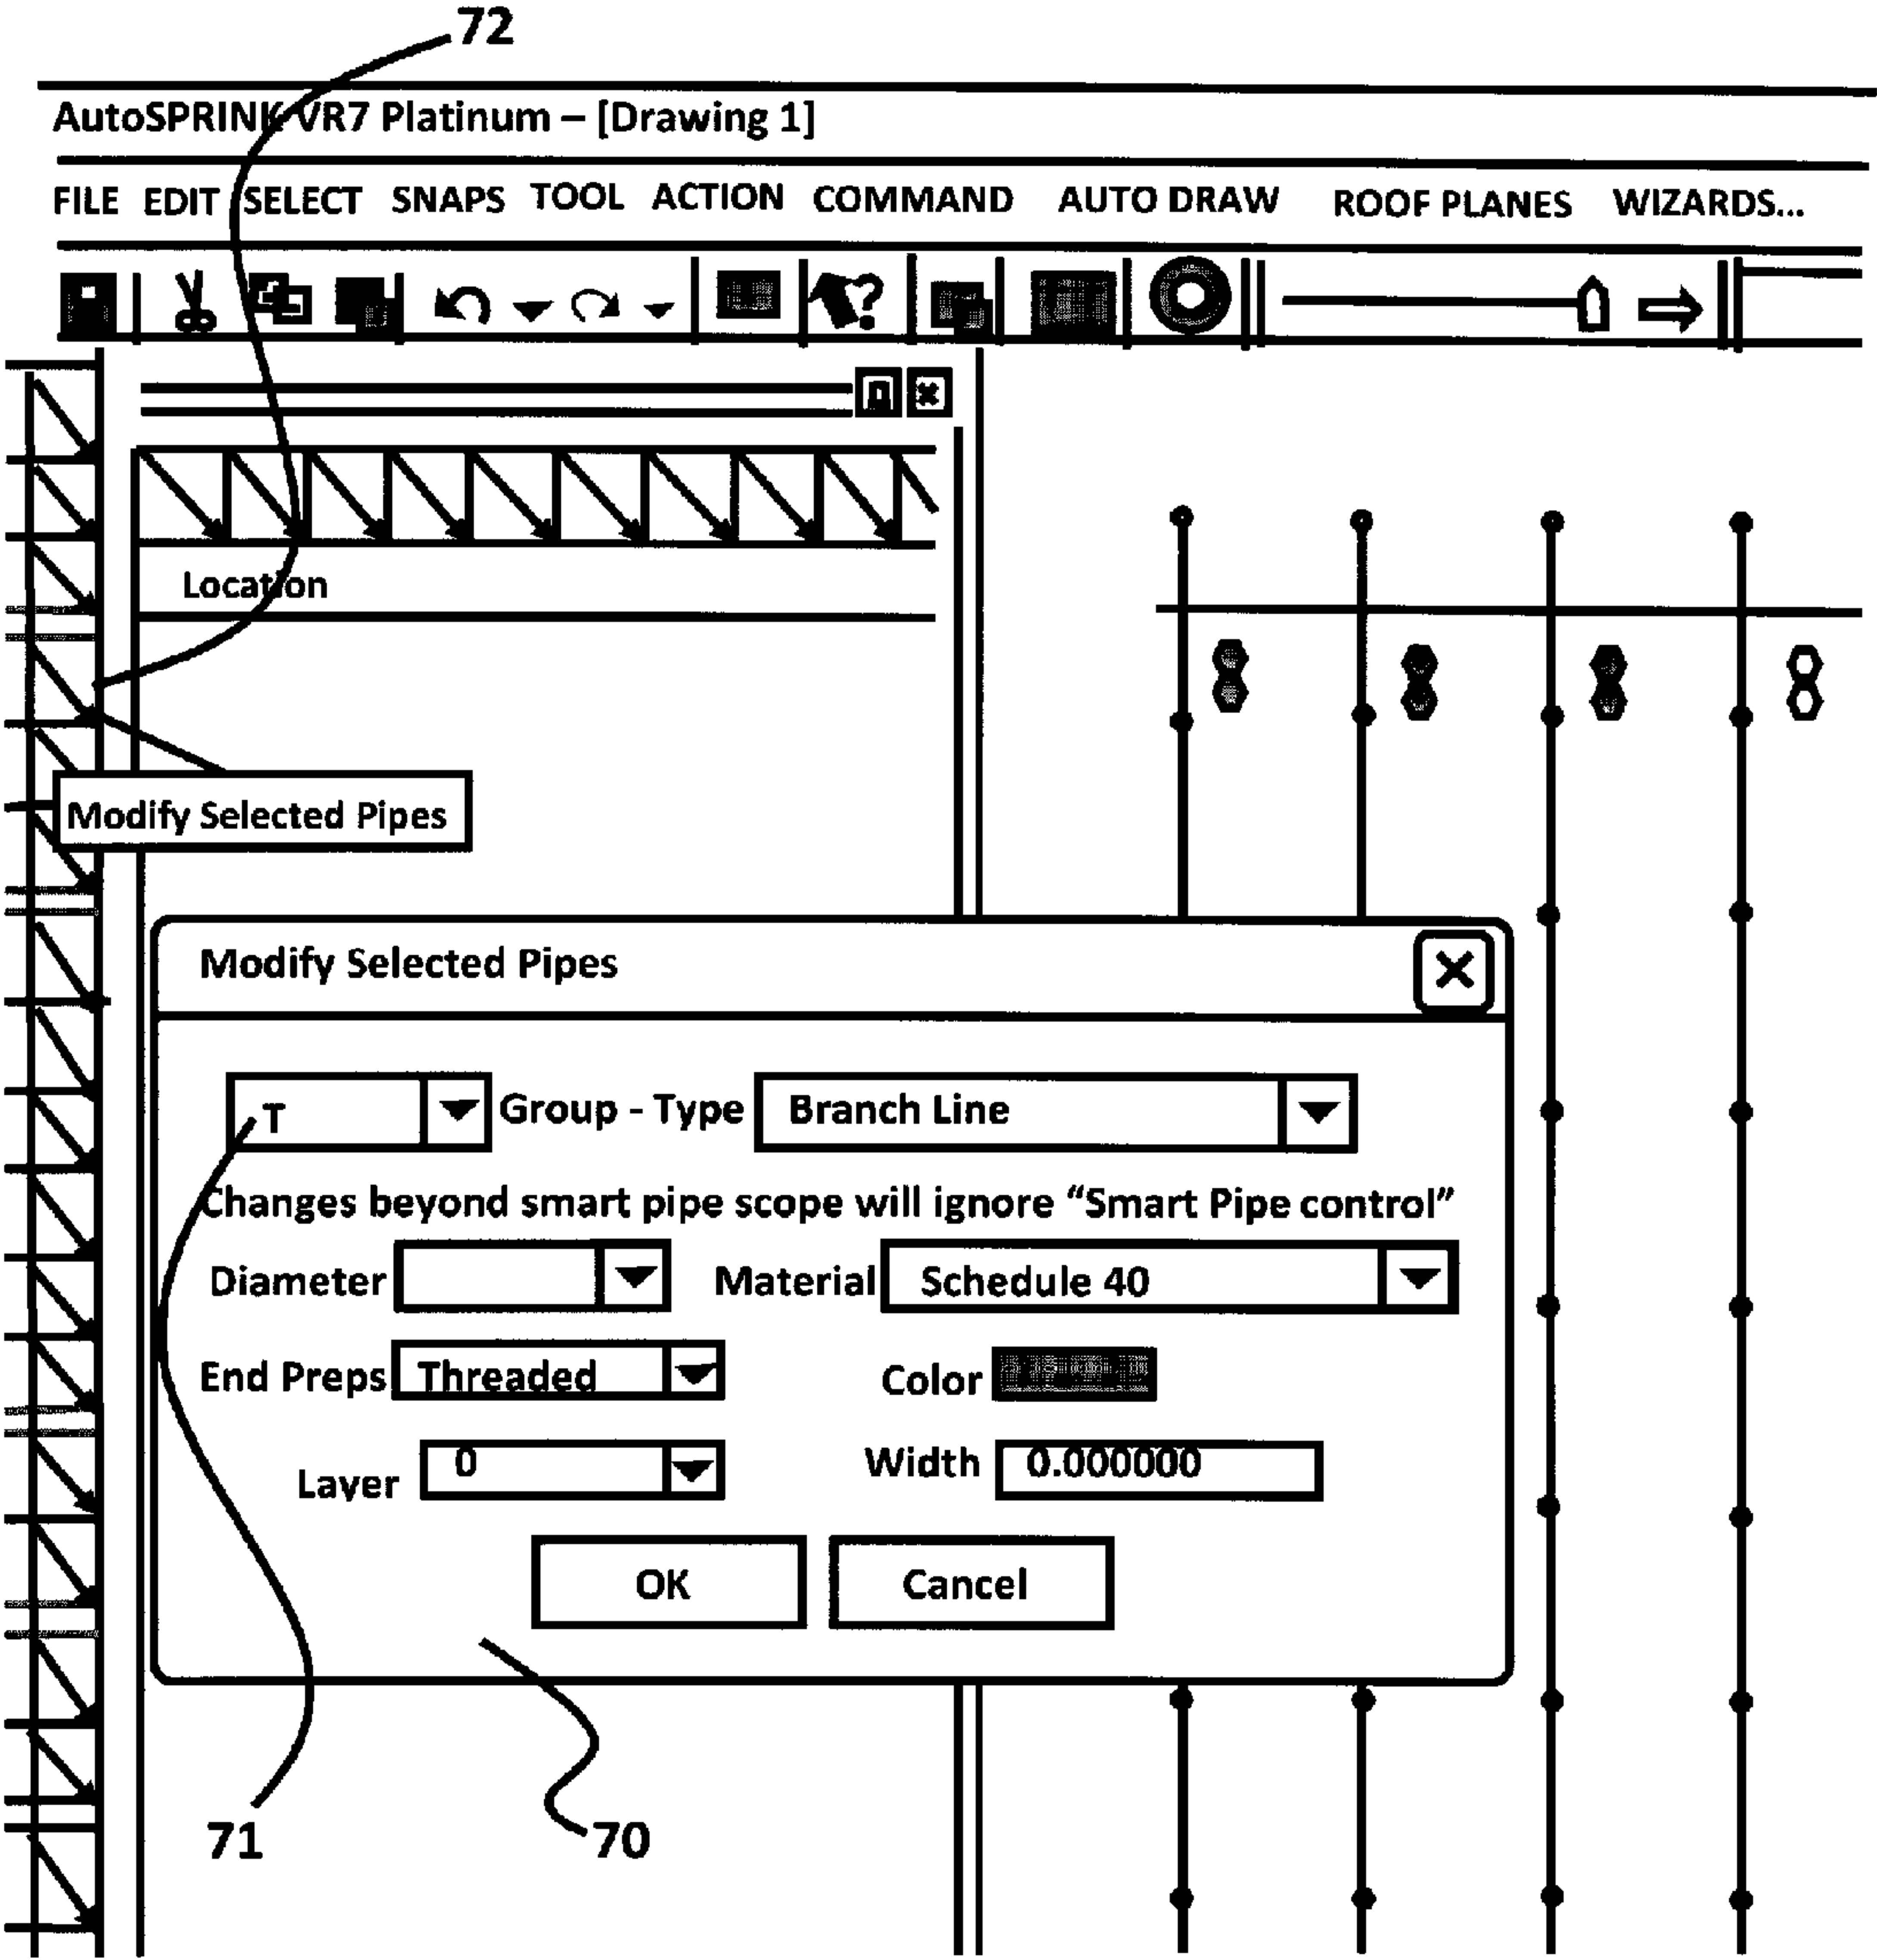 72
AutoSPRINK VR7 Platinum – [Drawing 1]
FILE EDIT SELECT SNAPS TOOL ACTION COMMAND AUTO DRAW ROOF PLANES WIZARDS...
Location
Modify Selected Pipes
Modify Selected Pipes
T Group - Type Branch Line
Changes beyond smart pipe scope will ignore “Smart Pipe control”
Diameter Material Schedule 40
End Preps Threaded Color
Layer 0 Width 0.000000
OK Cancel
71 70